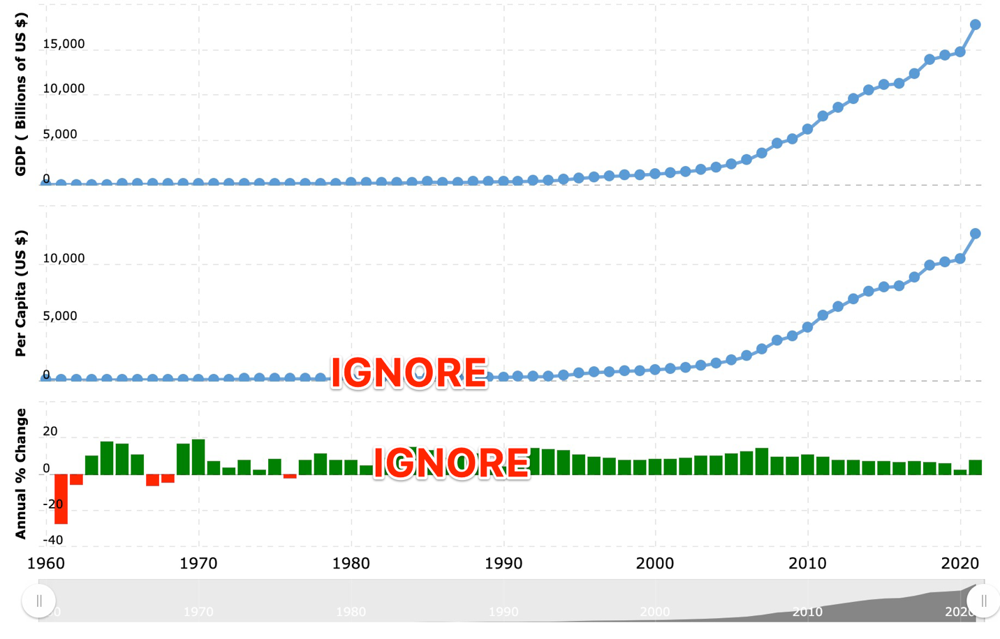 GDP ( Billions of US $)
15,000
10,000
5,000
0
Per Capita (US $)
10,000
5,000
0
IGNORE
Annual % Change
20
0
-20
-40
IGNORE
1960 1970 1980 1990 2000 2010 2020
1970 1980 1990 2000 2010 2020